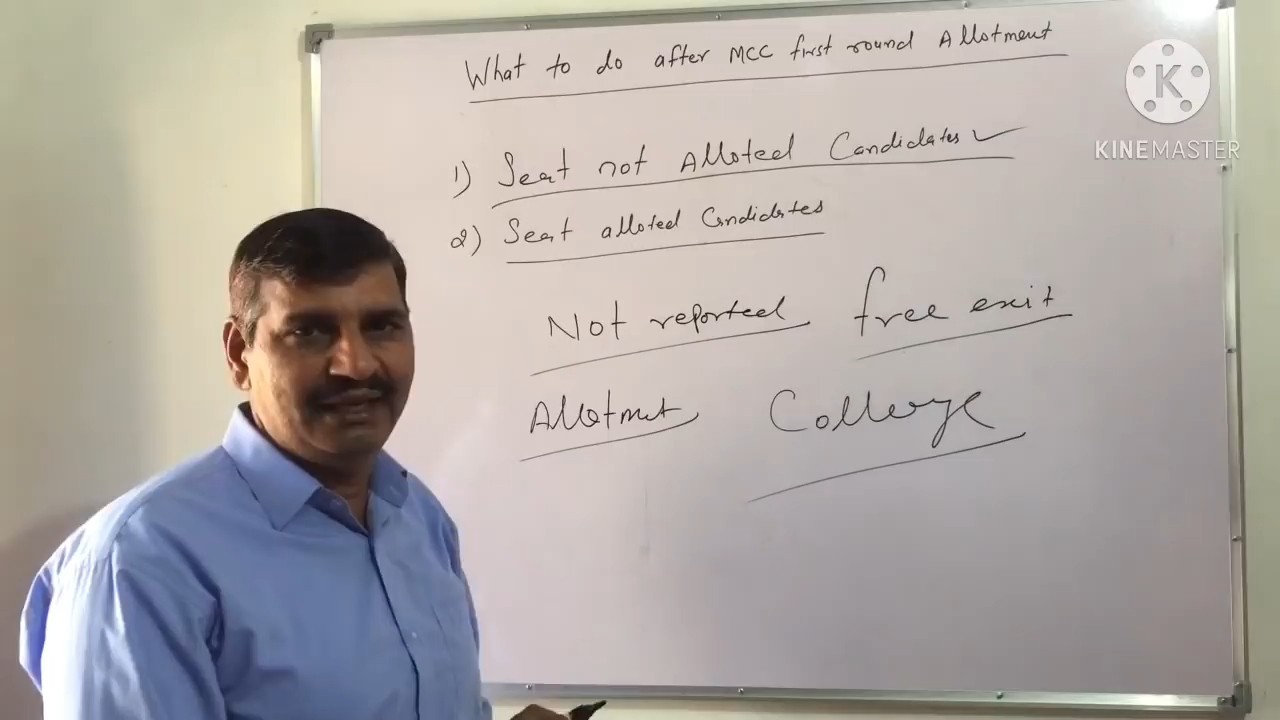 What to do after MCC first round Allotment
1) Seat not Alloted Candidates ✓
2) Seat alloted Candidates
Not reported free exit
Allotment College
K
KINEMASTER